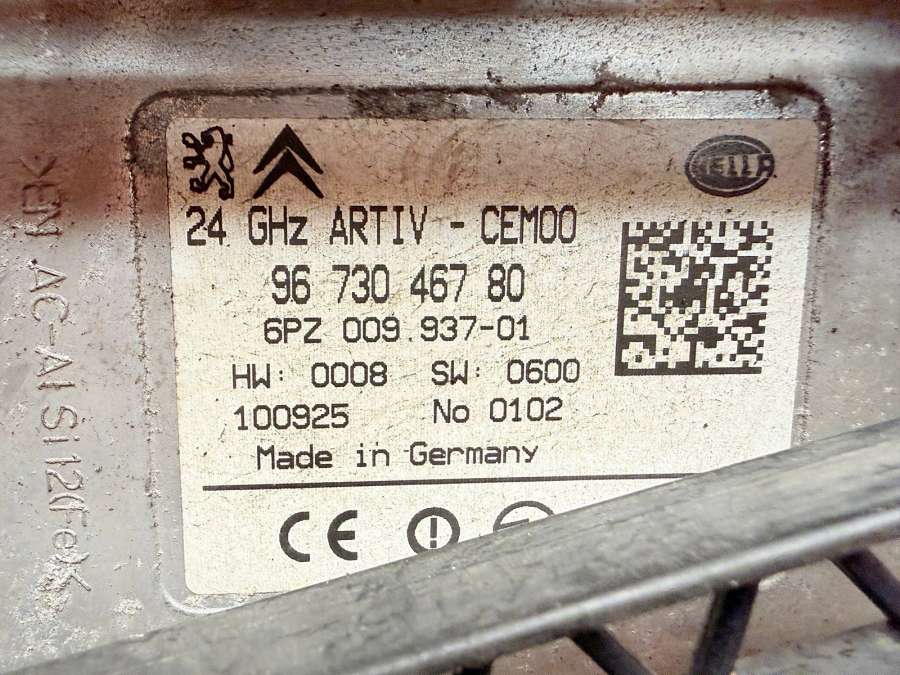 HELLA
24 GHz ARTIV - CEM00
96 730 467 80
6PZ 009.937-01
HW: 0008 SW: 0600
100925 No 0102
Made in Germany
CE
>EN AC-AlSi12(Fe)<